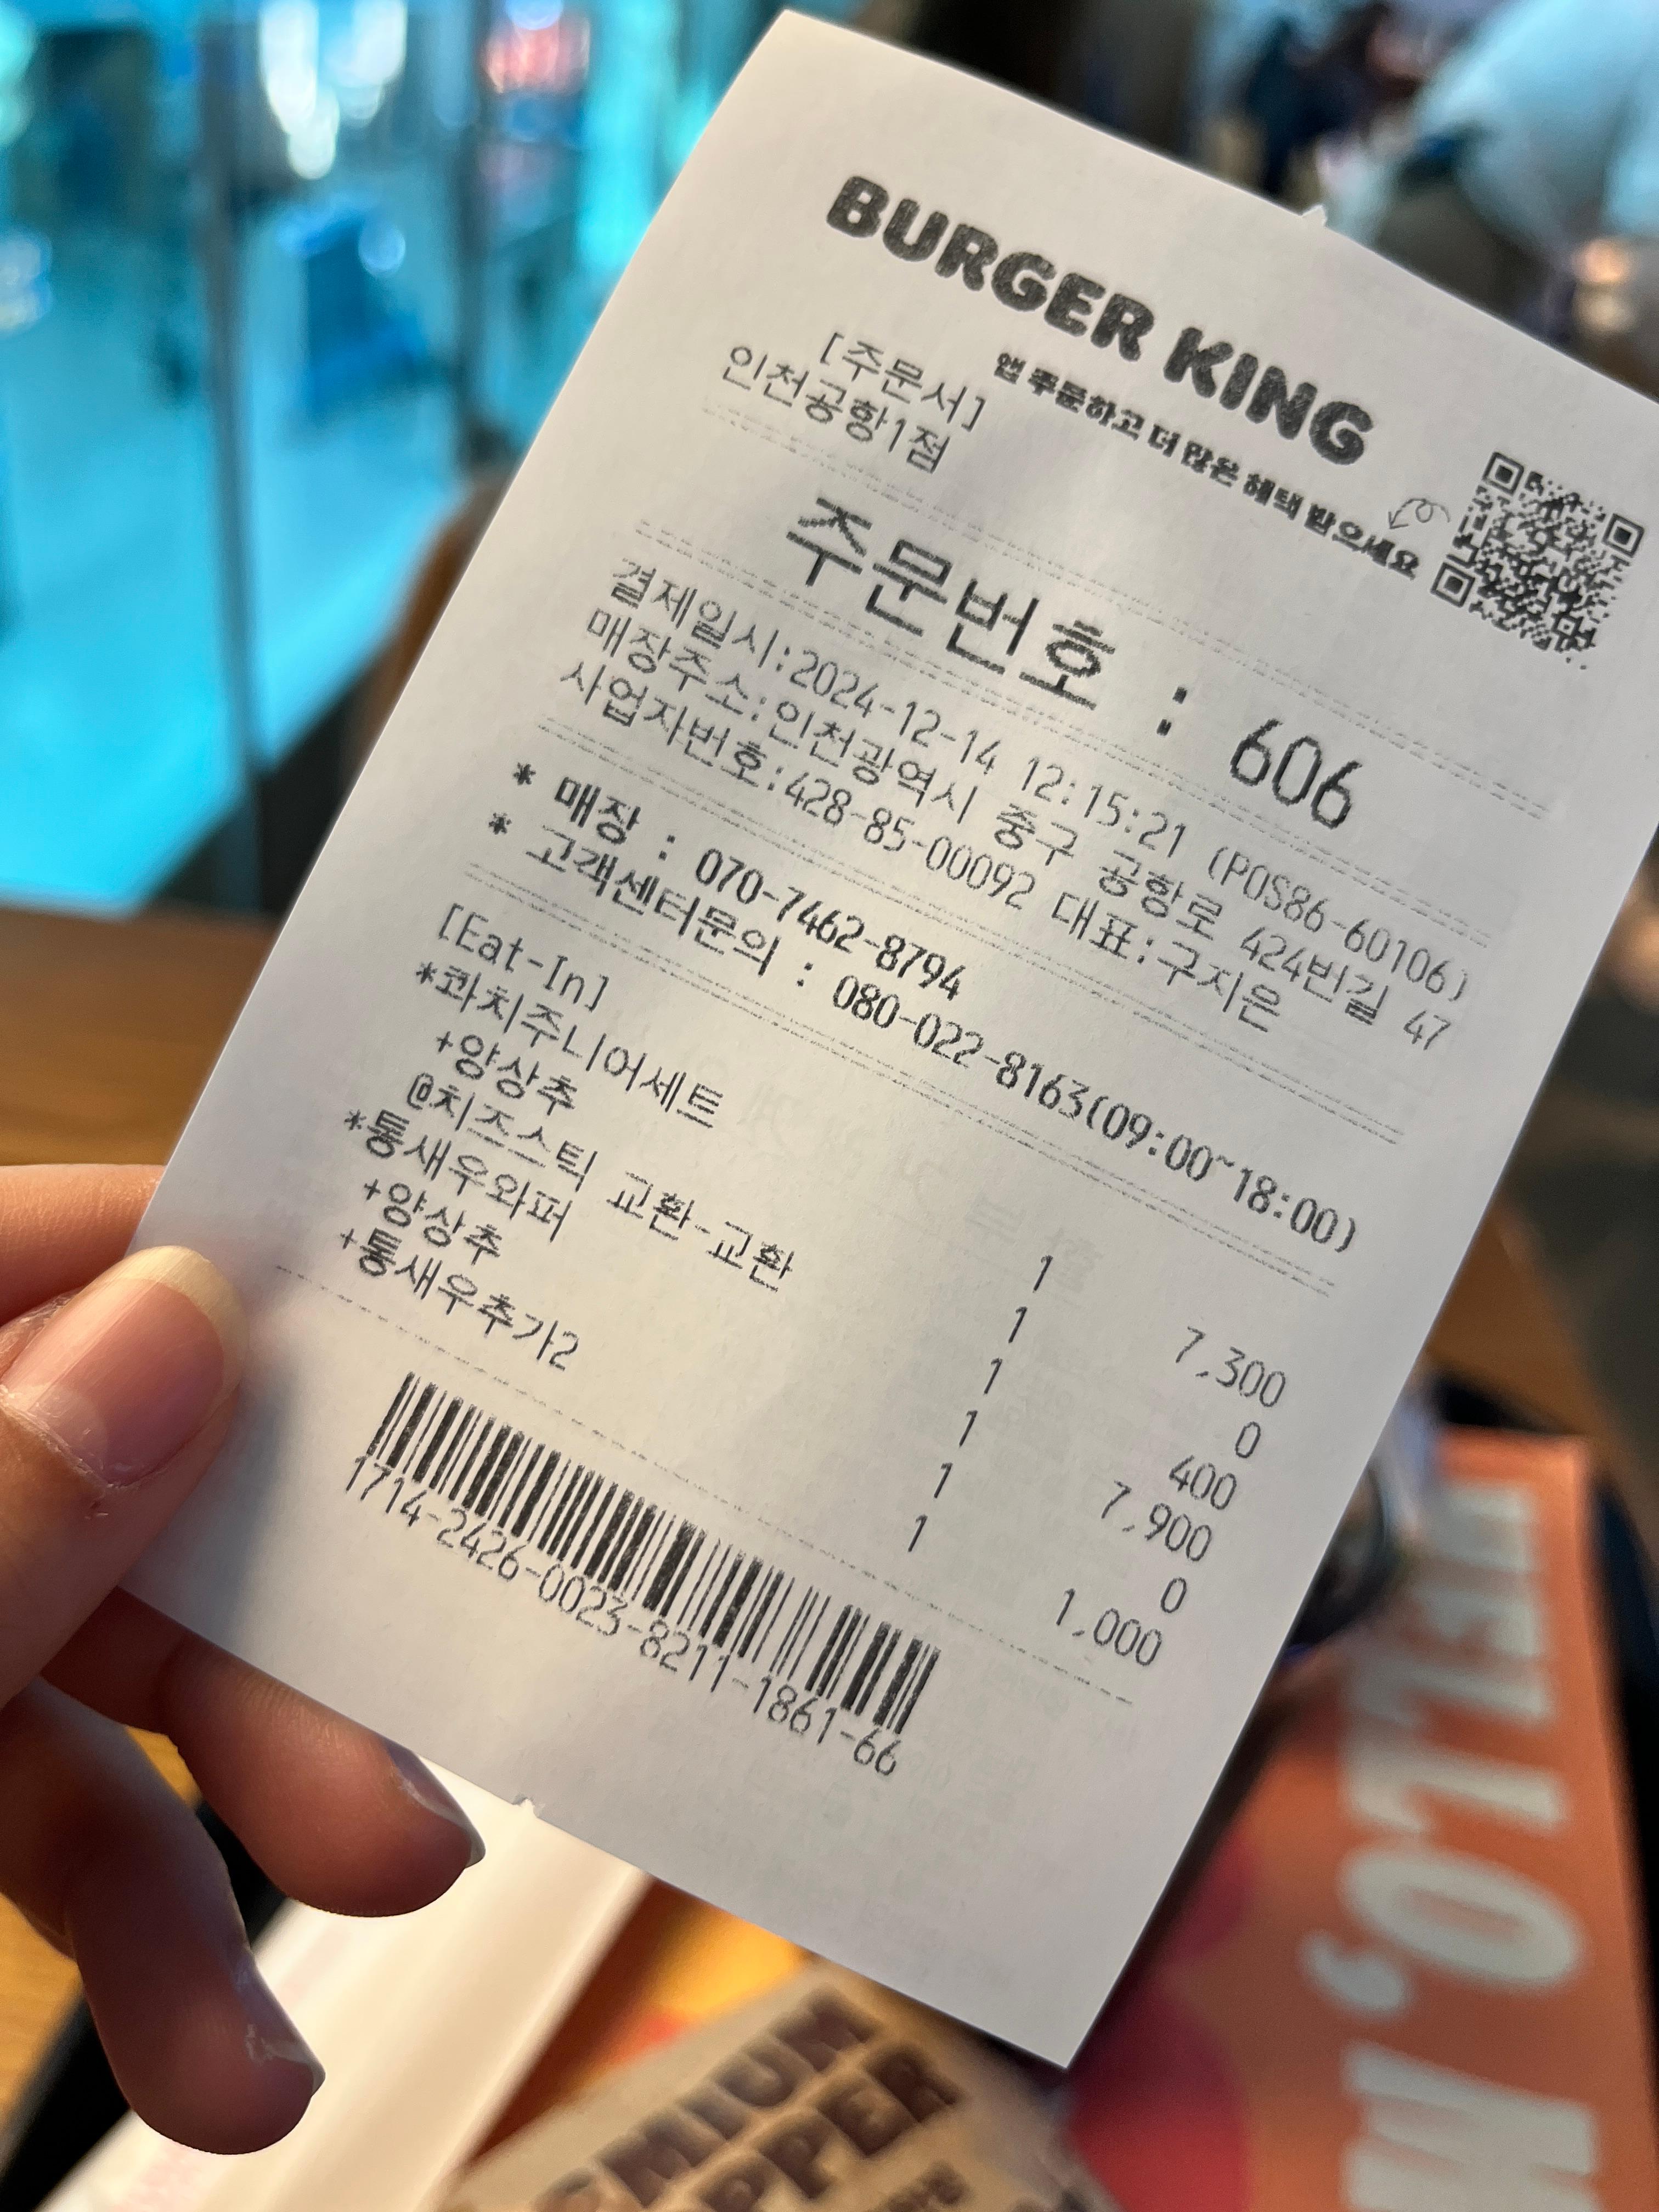 BURGER KING
앱 주문하고 더 많은 혜택 받으세요
[주문서]
인천공항1점
주문번호 : 606
결제일시:2024-12-14 12:15:21 (POS86-60106)
매장주소:인천광역시 중구 공항로 424번길 47
사업자번호:428-85-00092 대표:구지은
* 매장 : 070-7462-8794
* 고객센터문의 : 080-022-8163(09:00~18:00)
[Eat-In]
*콰치주니어세트 1 7,300
+양상추 1 0
@치즈스틱 교환-교환 1 400
*통새우와퍼 1 7,900
+양상추 1 0
+통새우추가2 1 1,000
1714-2426-0023-8211-1861-66